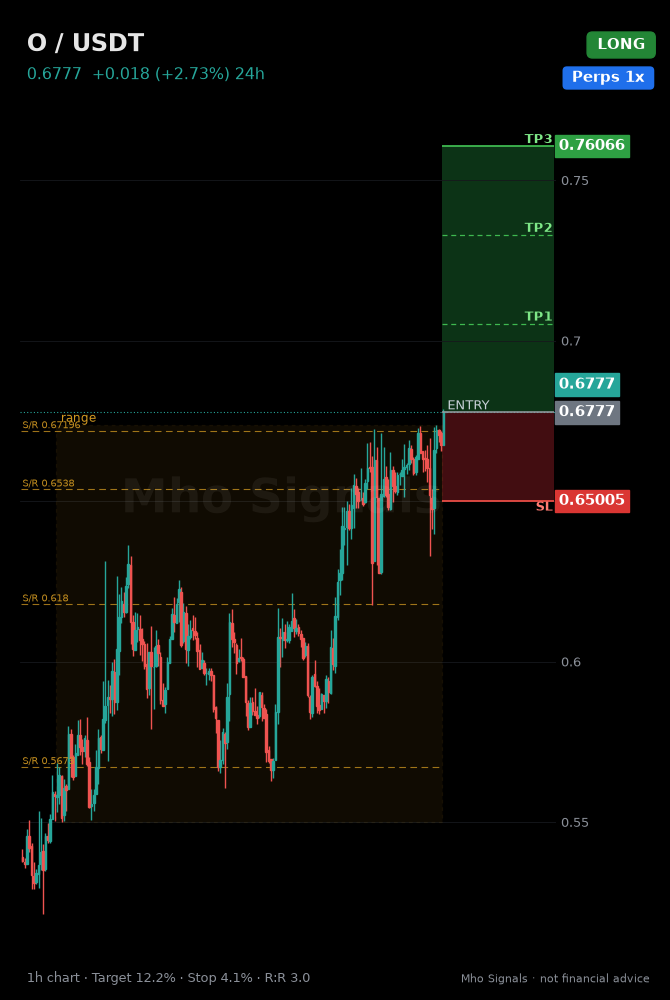 O / USDT
LONG
0.6777 +0.018 (+2.73%) 24h
Perps 1x
TP3
0.76066
0.75
TP2
TP1
0.7
0.6777
ENTRY
0.6777
range
S/R 0.67196
S/R 0.6538
Mho Signals
0.65005
SL
S/R 0.618
0.6
S/R 0.567
0.55
1h chart · Target 12.2% · Stop 4.1% · R:R 3.0
Mho Signals · not financial advice